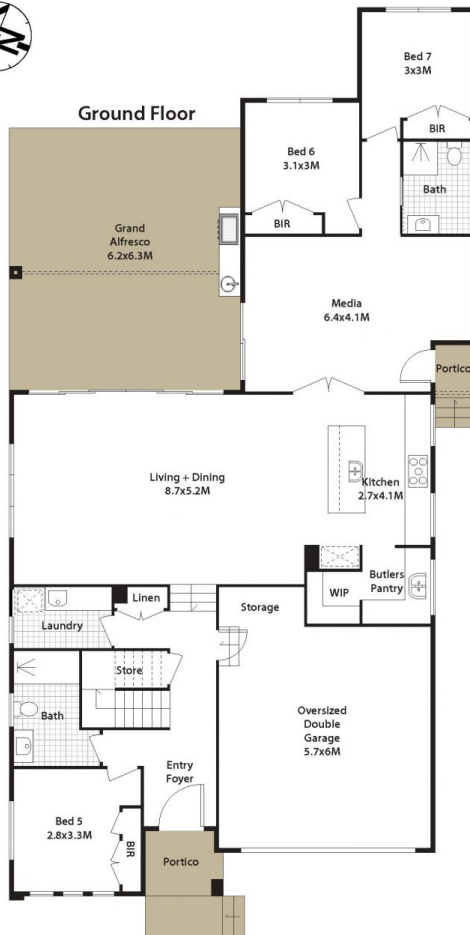 N
Ground Floor
Bed 7
3x3M
BIR
Bed 6
3.1x3M
BIR
Bath
Grand
Alfresco
6.2x6.3M
Media
6.4x4.1M
Portico
Living + Dining
8.7x5.2M
Kitchen
2.7x4.1M
Butlers
Pantry
WIP
Linen
Storage
Laundry
Store
Bath
Oversized
Double
Garage
5.7x6M
Entry
Foyer
Bed 5
2.8x3.3M
BIR
Portico